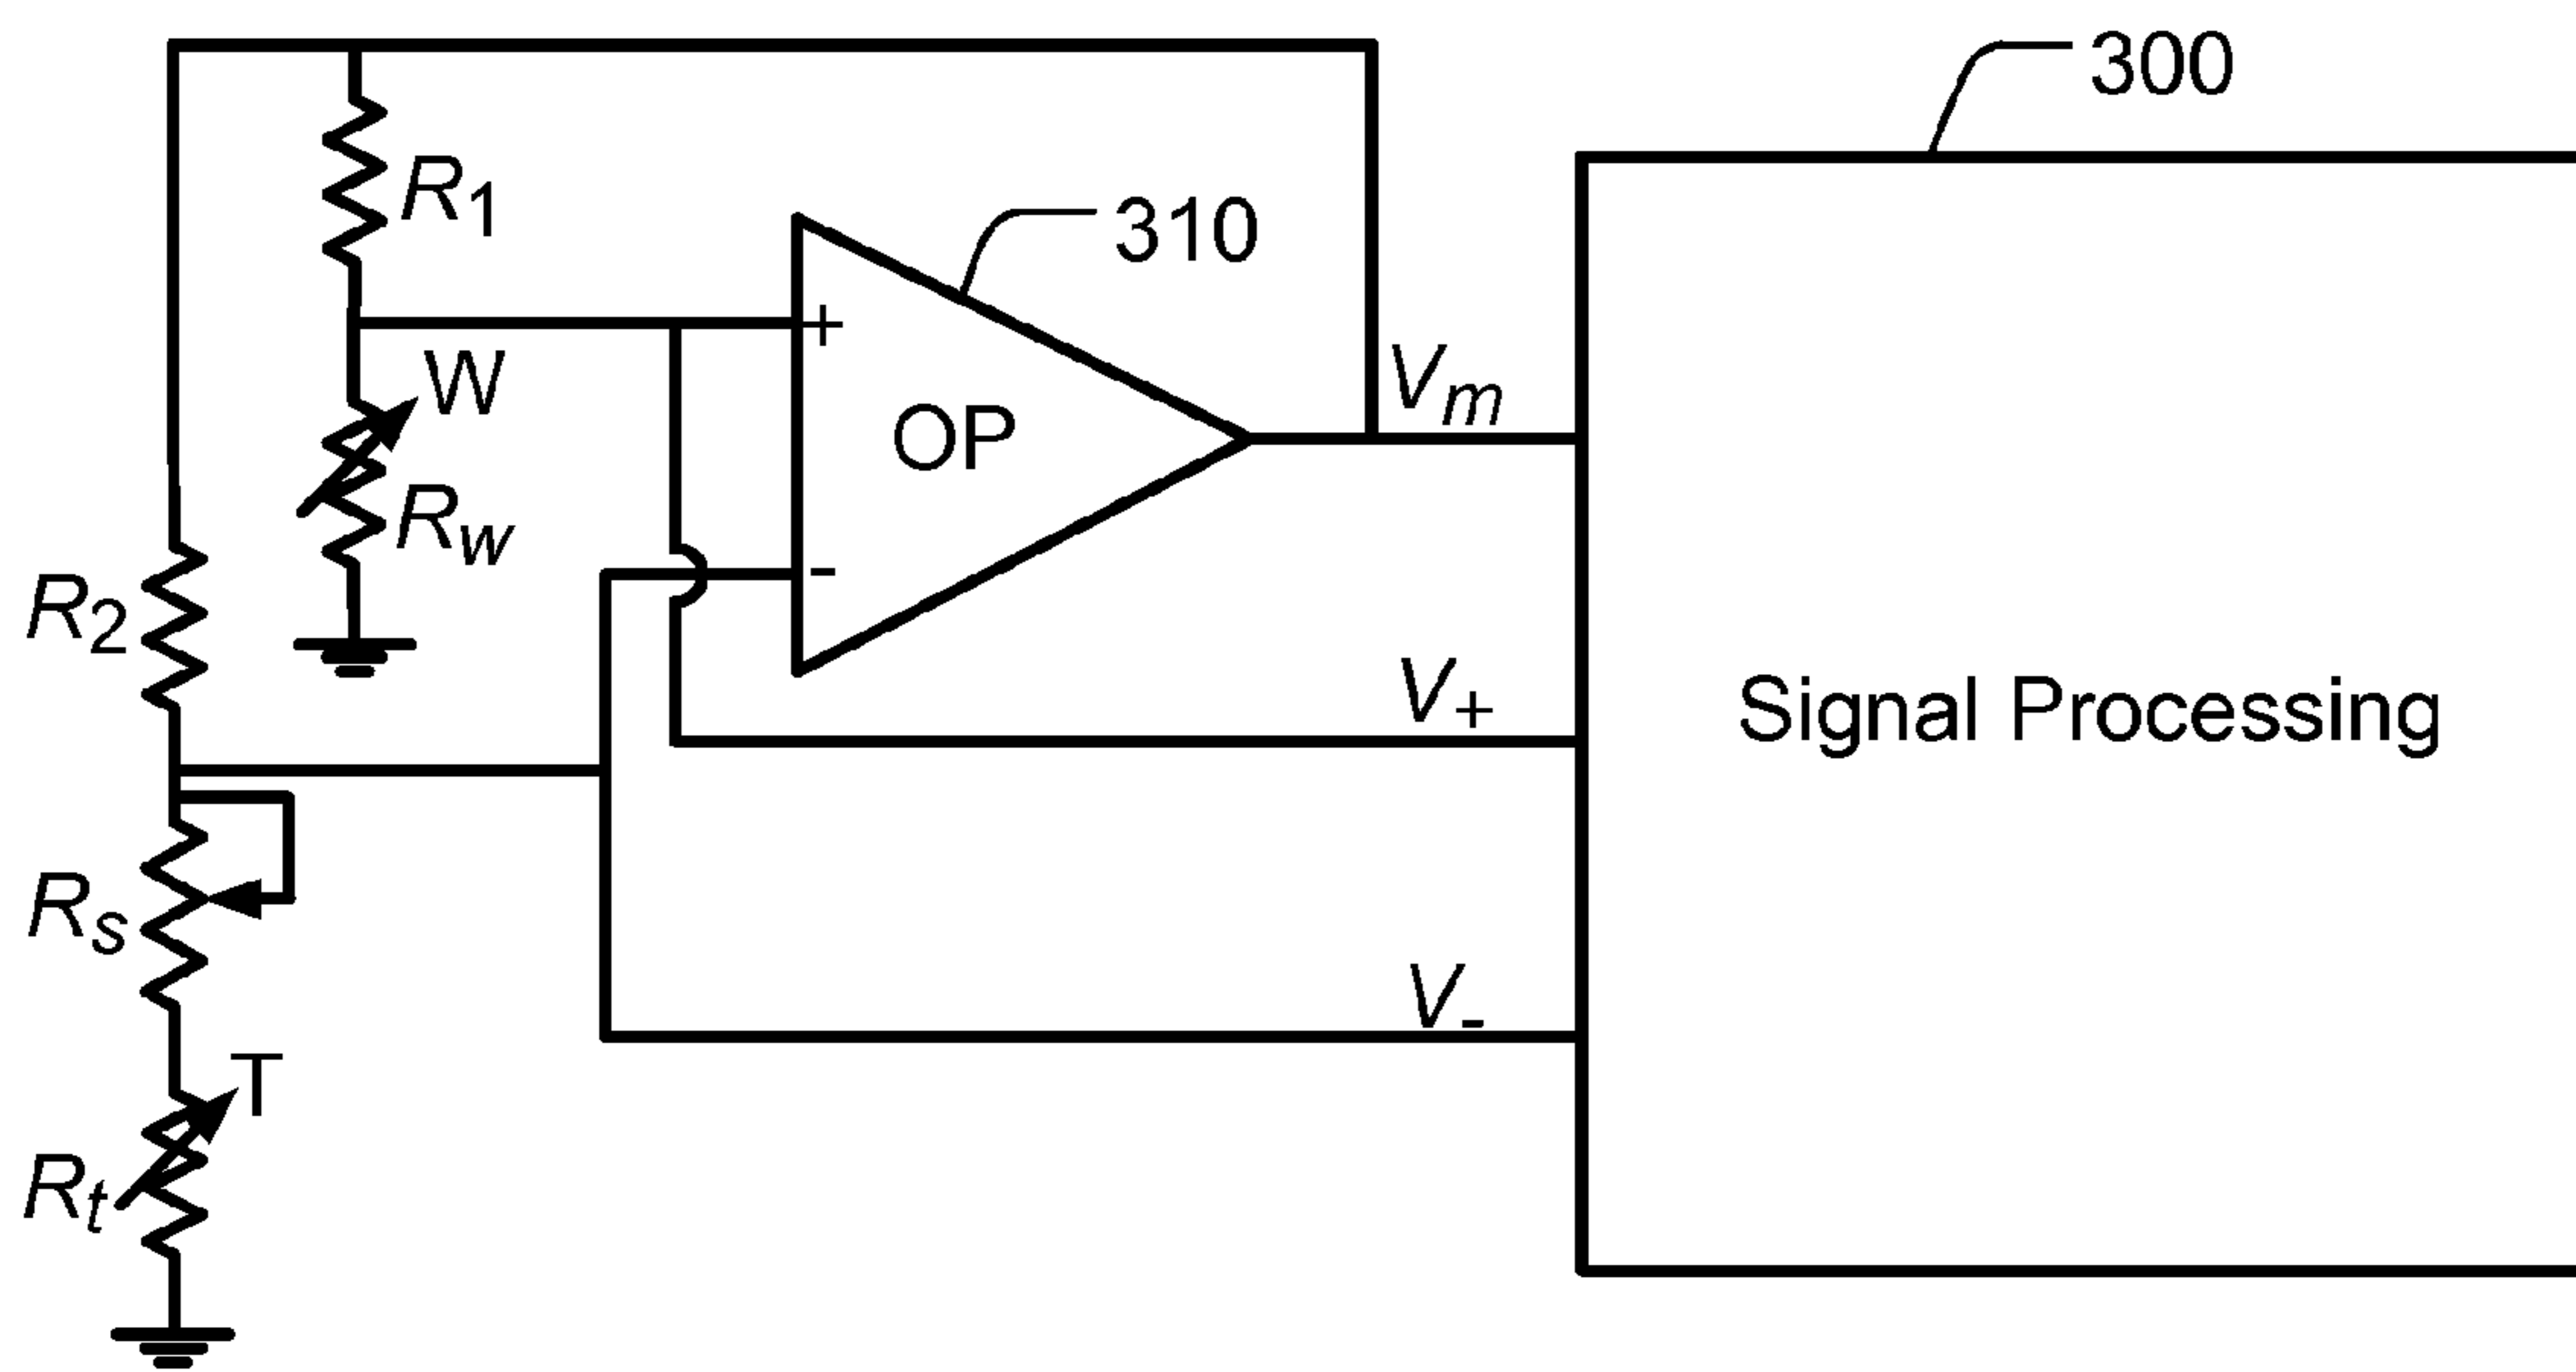 300
R1
310
+
W
Vm
OP
Rw
-
R2
V+
Signal Processing
Rs
V-
T
Rt